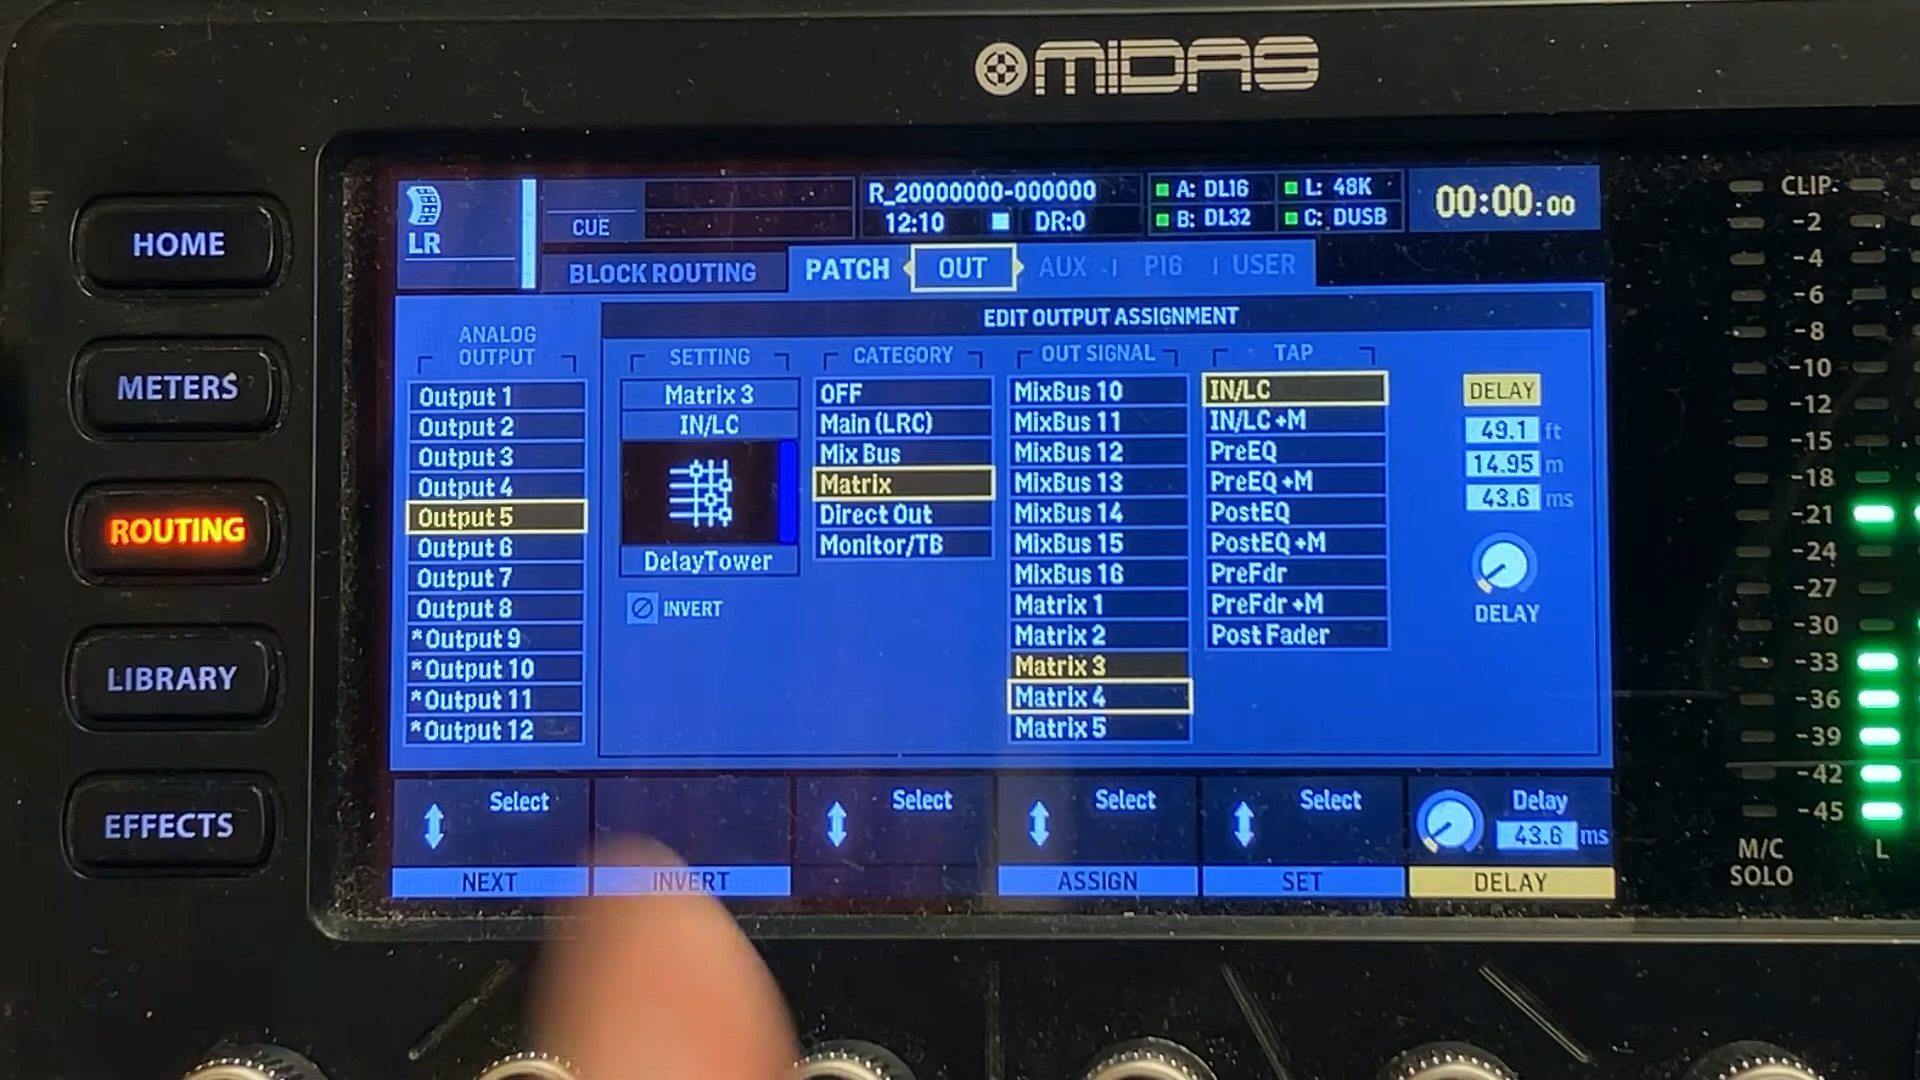 MIDAS
HOME
METERS
ROUTING
LIBRARY
EFFECTS
LR
CUE
R_20000000-000000
12:10 DR:0
A: DL16
B: DL32
L: 48K
C: DUSB
00:00:00
BLOCK ROUTING
PATCH
OUT
AUX
P16
USER
EDIT OUTPUT ASSIGNMENT
ANALOG
OUTPUT
Output 1
Output 2
Output 3
Output 4
Output 5
Output 6
Output 7
Output 8
*Output 9
*Output 10
*Output 11
*Output 12
SETTING
Matrix 3
IN/LC
DelayTower
INVERT
CATEGORY
OFF
Main (LRC)
Mix Bus
Matrix
Direct Out
Monitor/TB
OUT SIGNAL
MixBus 10
MixBus 11
MixBus 12
MixBus 13
MixBus 14
MixBus 15
MixBus 16
Matrix 1
Matrix 2
Matrix 3
Matrix 4
Matrix 5
TAP
IN/LC
IN/LC +M
PreEQ
PreEQ +M
PostEQ
PostEQ +M
PreFdr
PreFdr +M
Post Fader
DELAY
49.1 ft
14.95 m
43.6 ms
DELAY
Select
NEXT
INVERT
Select
Select
ASSIGN
Select
SET
Delay
43.6 ms
DELAY
CLIP
-2
-4
-6
-8
-10
-12
-15
-18
-21
-24
-27
-30
-33
-36
-39
-42
-45
M/C
SOLO
L